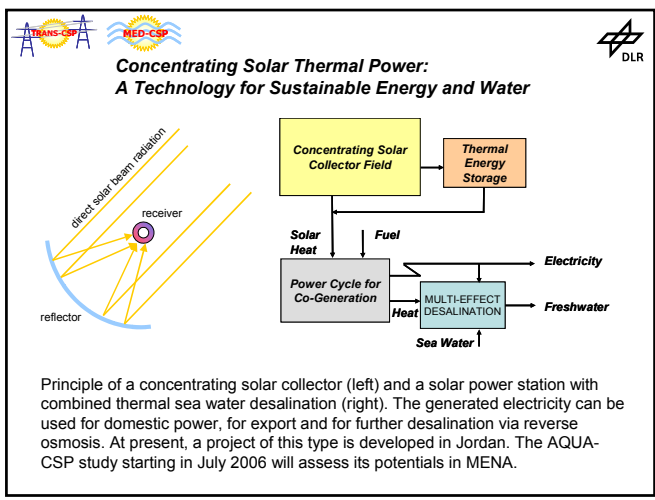 TRANS-CSP
MED-CSP
DLR
Concentrating Solar Thermal Power:
A Technology for Sustainable Energy and Water
direct solar beam radiation
receiver
reflector
Concentrating Solar
Collector Field
Thermal
Energy
Storage
Solar
Heat
Fuel
Power Cycle for
Co-Generation
Heat
MULTI-EFFECT
DESALINATION
Electricity
Freshwater
Sea Water
Principle of a concentrating solar collector (left) and a solar power station with
combined thermal sea water desalination (right). The generated electricity can be
used for domestic power, for export and for further desalination via reverse
osmosis. At present, a project of this type is developed in Jordan. The AQUA-
CSP study starting in July 2006 will assess its potentials in MENA.